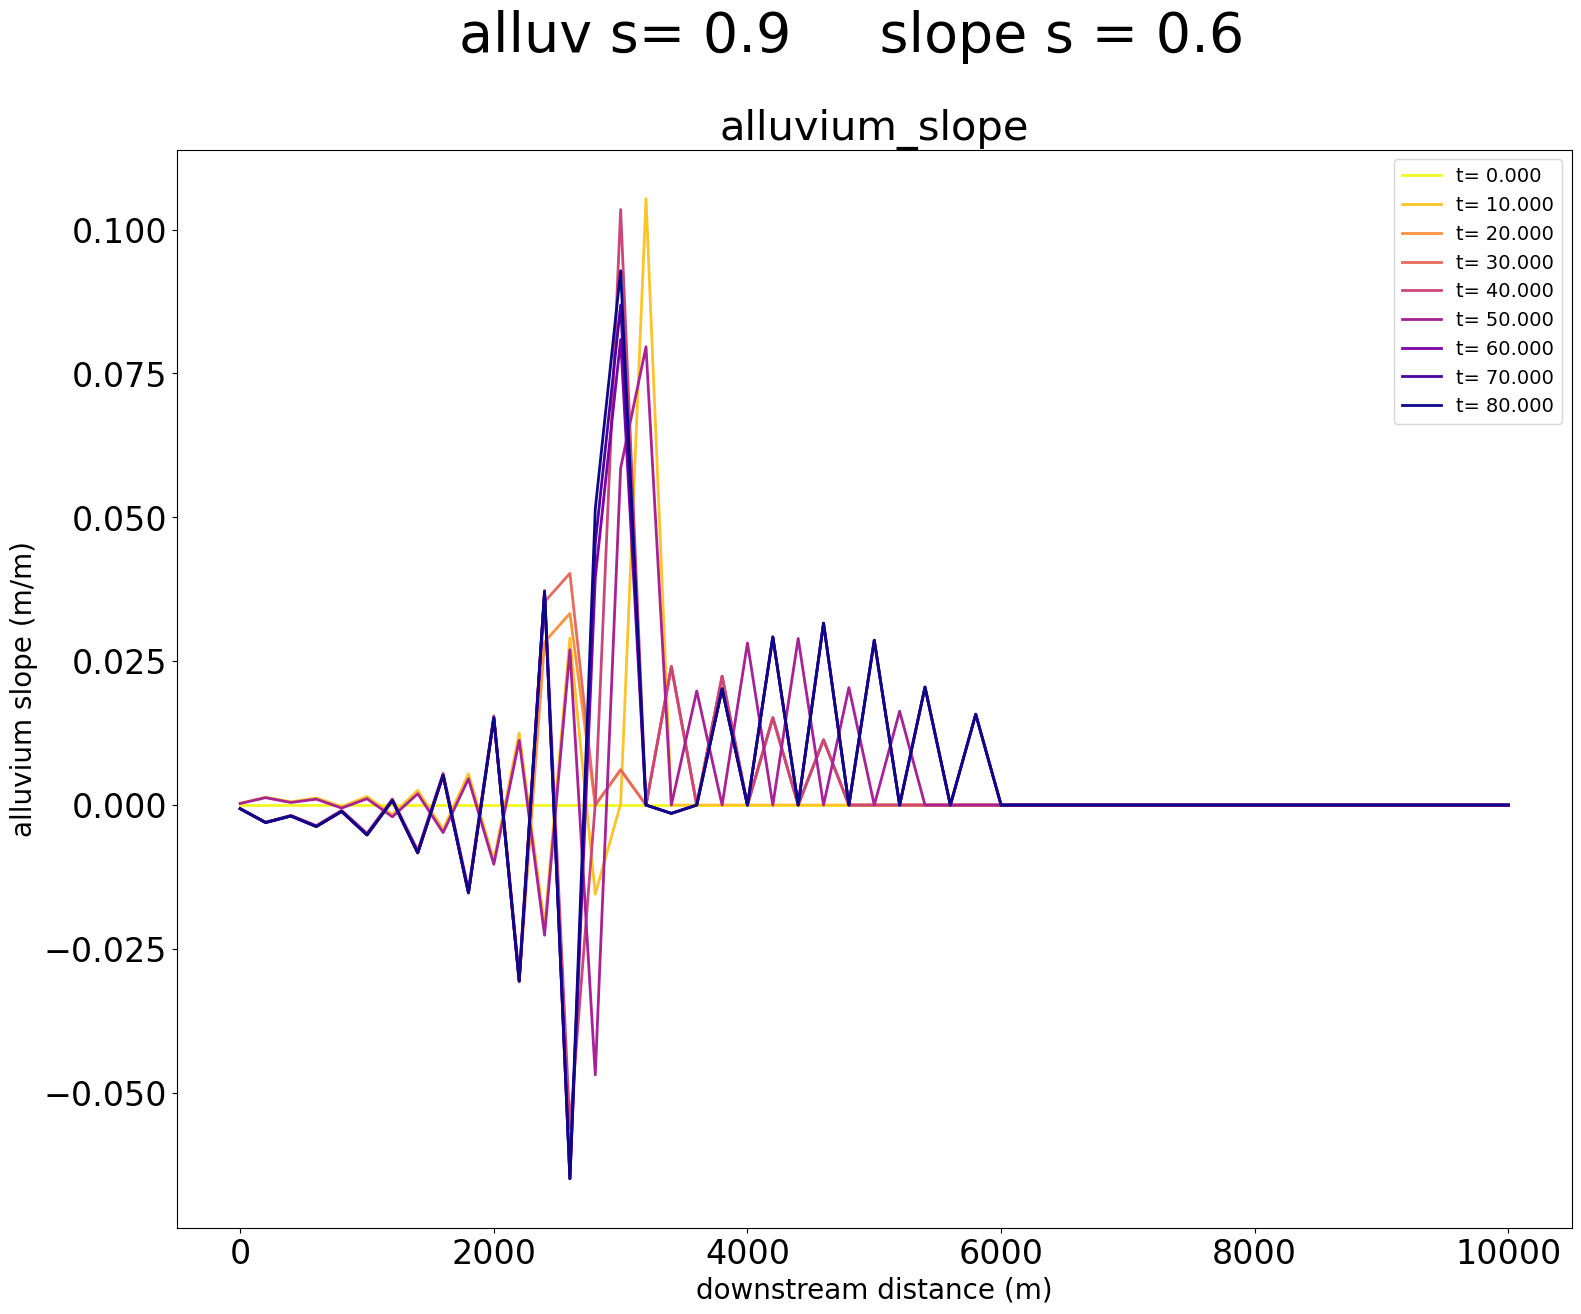 alluv s= 0.9     slope s = 0.6
alluvium_slope
t= 0.000
t= 10.000
t= 20.000
t= 30.000
t= 40.000
t= 50.000
t= 60.000
t= 70.000
t= 80.000
0.100
0.075
0.050
0.025
0.000
−0.025
−0.050
alluvium slope (m/m)
0 2000 4000 6000 8000 10000
downstream distance (m)